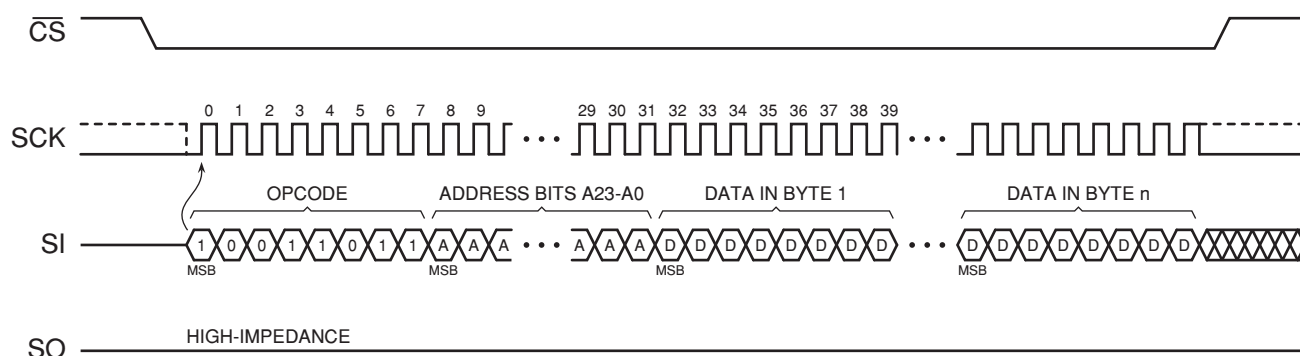 CS
0 1 2 3 4 5 6 7 8 9 29 30 31 32 33 34 35 36 37 38 39
SCK
OPCODE ADDRESS BITS A23-A0 DATA IN BYTE 1 DATA IN BYTE n
SI 1 0 0 1 1 0 1 1 A A A A A A D D D D D D D D D D D D D D D D
MSB MSB MSB MSB
HIGH-IMPEDANCE
SO